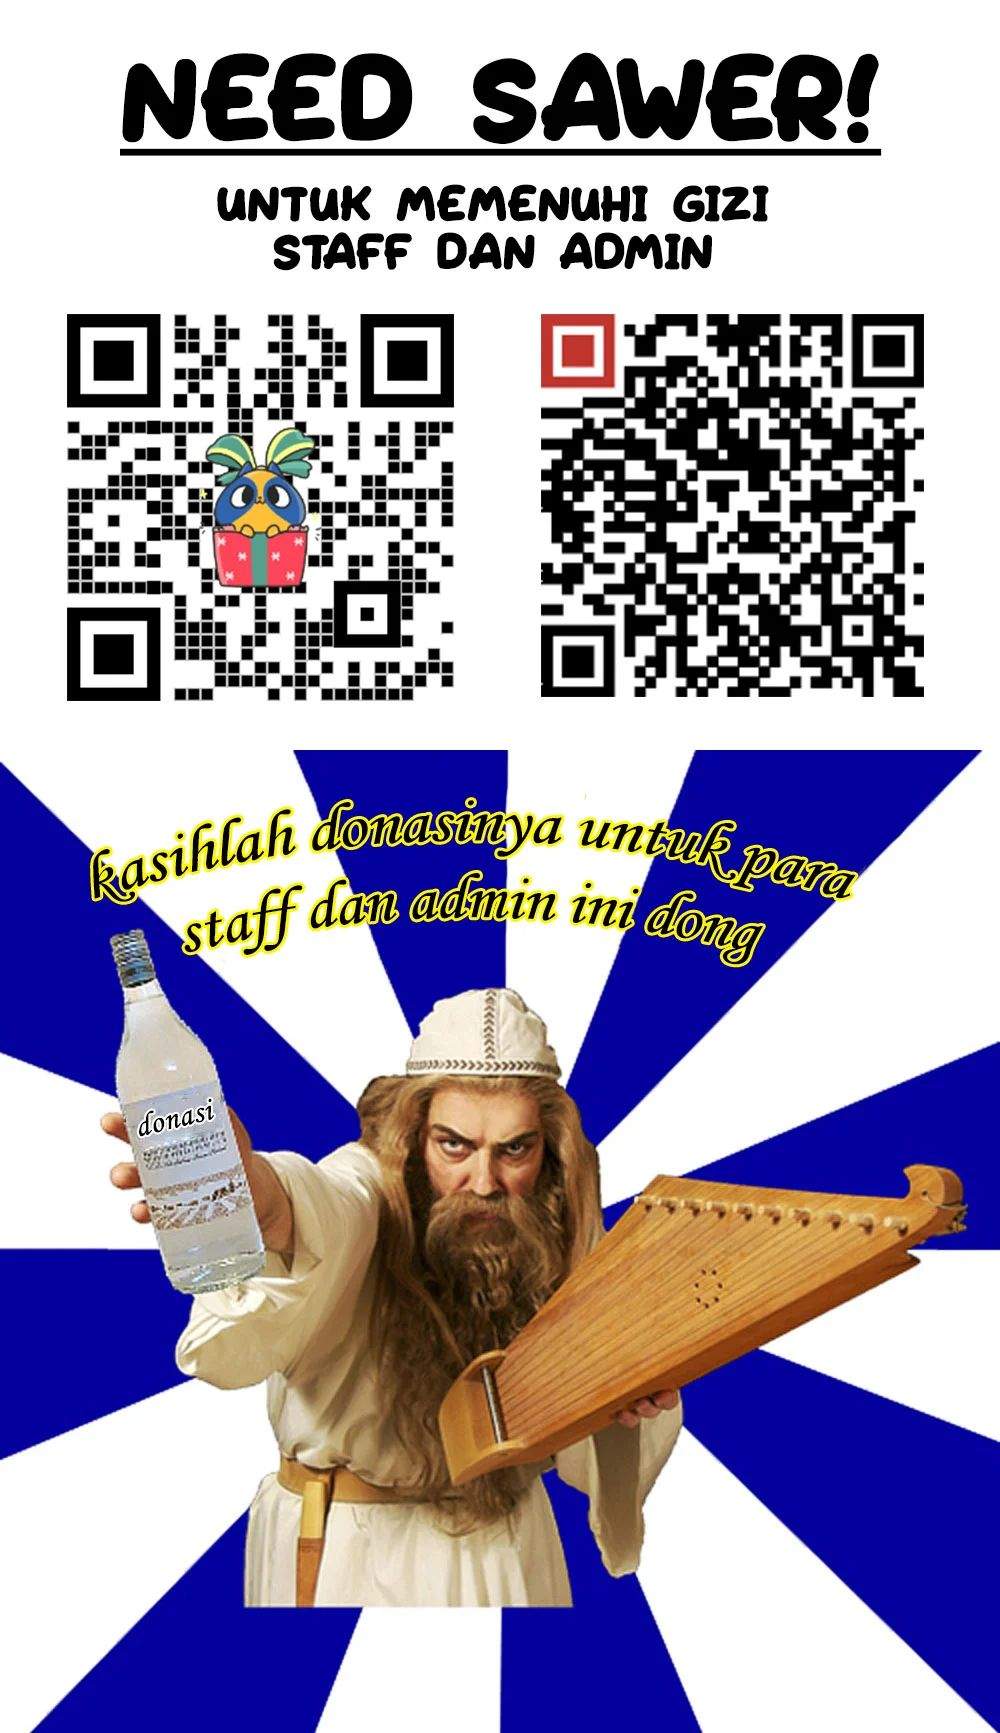 NEED SAWER!
UNTUK MEMENUHI GIZI
STAFF DAN ADMIN
kasihlah donasinya untuk para
staff dan admin ini dong
donasi